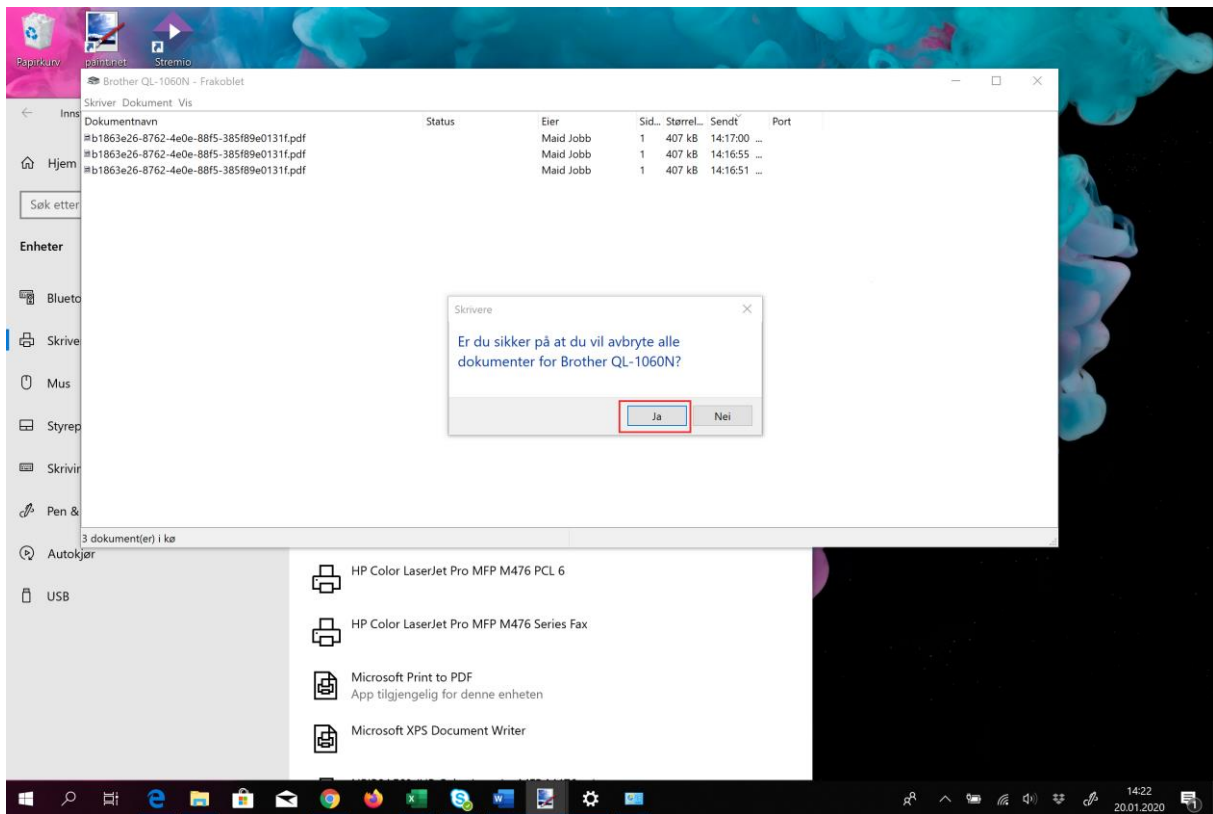 Papirkurv
paint.net
Stremio
Brother QL-1060N - Frakoblet
Skriver Dokument Vis
Dokumentnavn Status Eier Sid... Størrel... Sendt Port
b1863e26-8762-4e0e-88f5-385f89e0131f.pdf Maid Jobb 1 407 kB 14:17:00 ...
b1863e26-8762-4e0e-88f5-385f89e0131f.pdf Maid Jobb 1 407 kB 14:16:55 ...
b1863e26-8762-4e0e-88f5-385f89e0131f.pdf Maid Jobb 1 407 kB 14:16:51 ...
Inns
Hjem
Søk etter
Enheter
Blueto
Skrive
Mus
Styrep
Skrivin
Pen &
Autokjør
USB
Skrivere
Er du sikker på at du vil avbryte alle
dokumenter for Brother QL-1060N?
Ja Nei
3 dokument(er) i kø
HP Color LaserJet Pro MFP M476 PCL 6
HP Color LaserJet Pro MFP M476 Series Fax
Microsoft Print to PDF
App tilgjengelig for denne enheten
Microsoft XPS Document Writer
14:22
20.01.2020